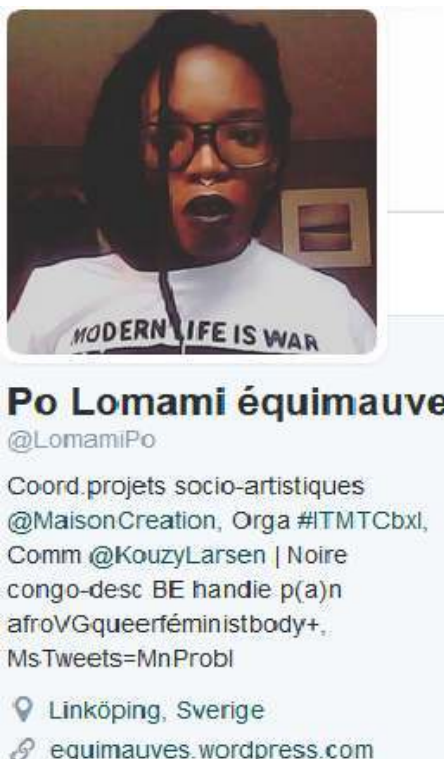 MODERN LIFE IS WAR
Po Lomami équimauve
@LomamiPo
Coord.projets socio-artistiques
@MaisonCreation, Orga #ITMTCbxl,
Comm @KouzyLarsen | Noire
congo-desc BE handie p(a)n
afroVGqueerféministbody+,
MsTweets=MnProbl
Linköping, Sverige
equimauves.wordpress.com